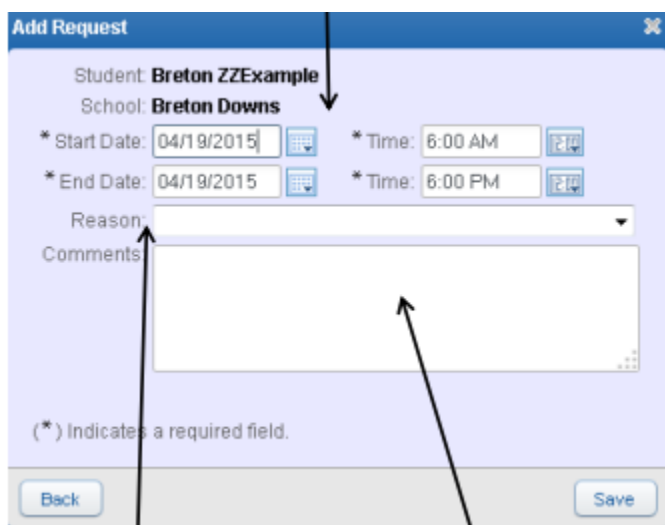 Add Request
Student: Breton ZZExample
School: Breton Downs
* Start Date: 04/19/2015 * Time: 6:00 AM
* End Date: 04/19/2015 * Time: 6:00 PM
Reason:
Comments:
(*) Indicates a required field.
Back Save